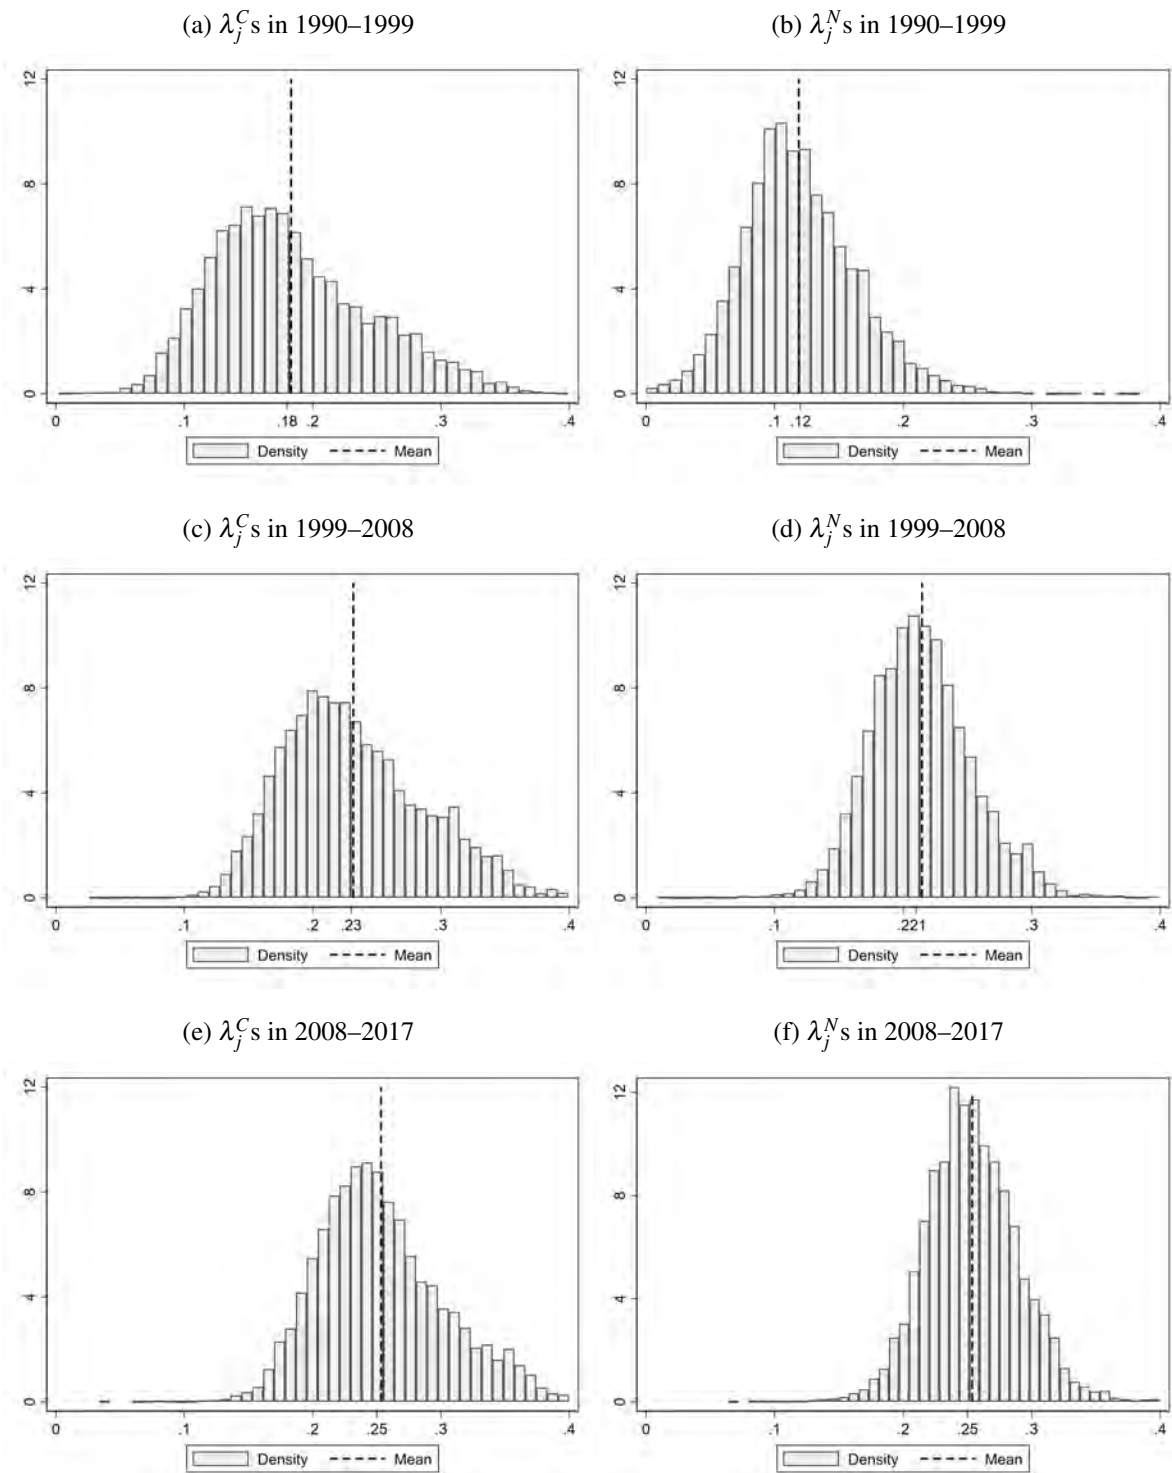 (a) λ_j^C s in 1990–1999
12
8
4
0
0 .1 .18 .2 .3 .4
Density Mean
(b) λ_j^N s in 1990–1999
12
8
4
0
0 .1 .12 .2 .3 .4
Density Mean
(c) λ_j^C s in 1999–2008
12
8
4
0
0 .1 .2 .23 .3 .4
Density Mean
(d) λ_j^N s in 1999–2008
12
8
4
0
0 .1 .221 .3 .4
Density Mean
(e) λ_j^C s in 2008–2017
12
8
4
0
0 .1 .2 .25 .3 .4
Density Mean
(f) λ_j^N s in 2008–2017
12
8
4
0
0 .1 .2 .25 .3 .4
Density Mean